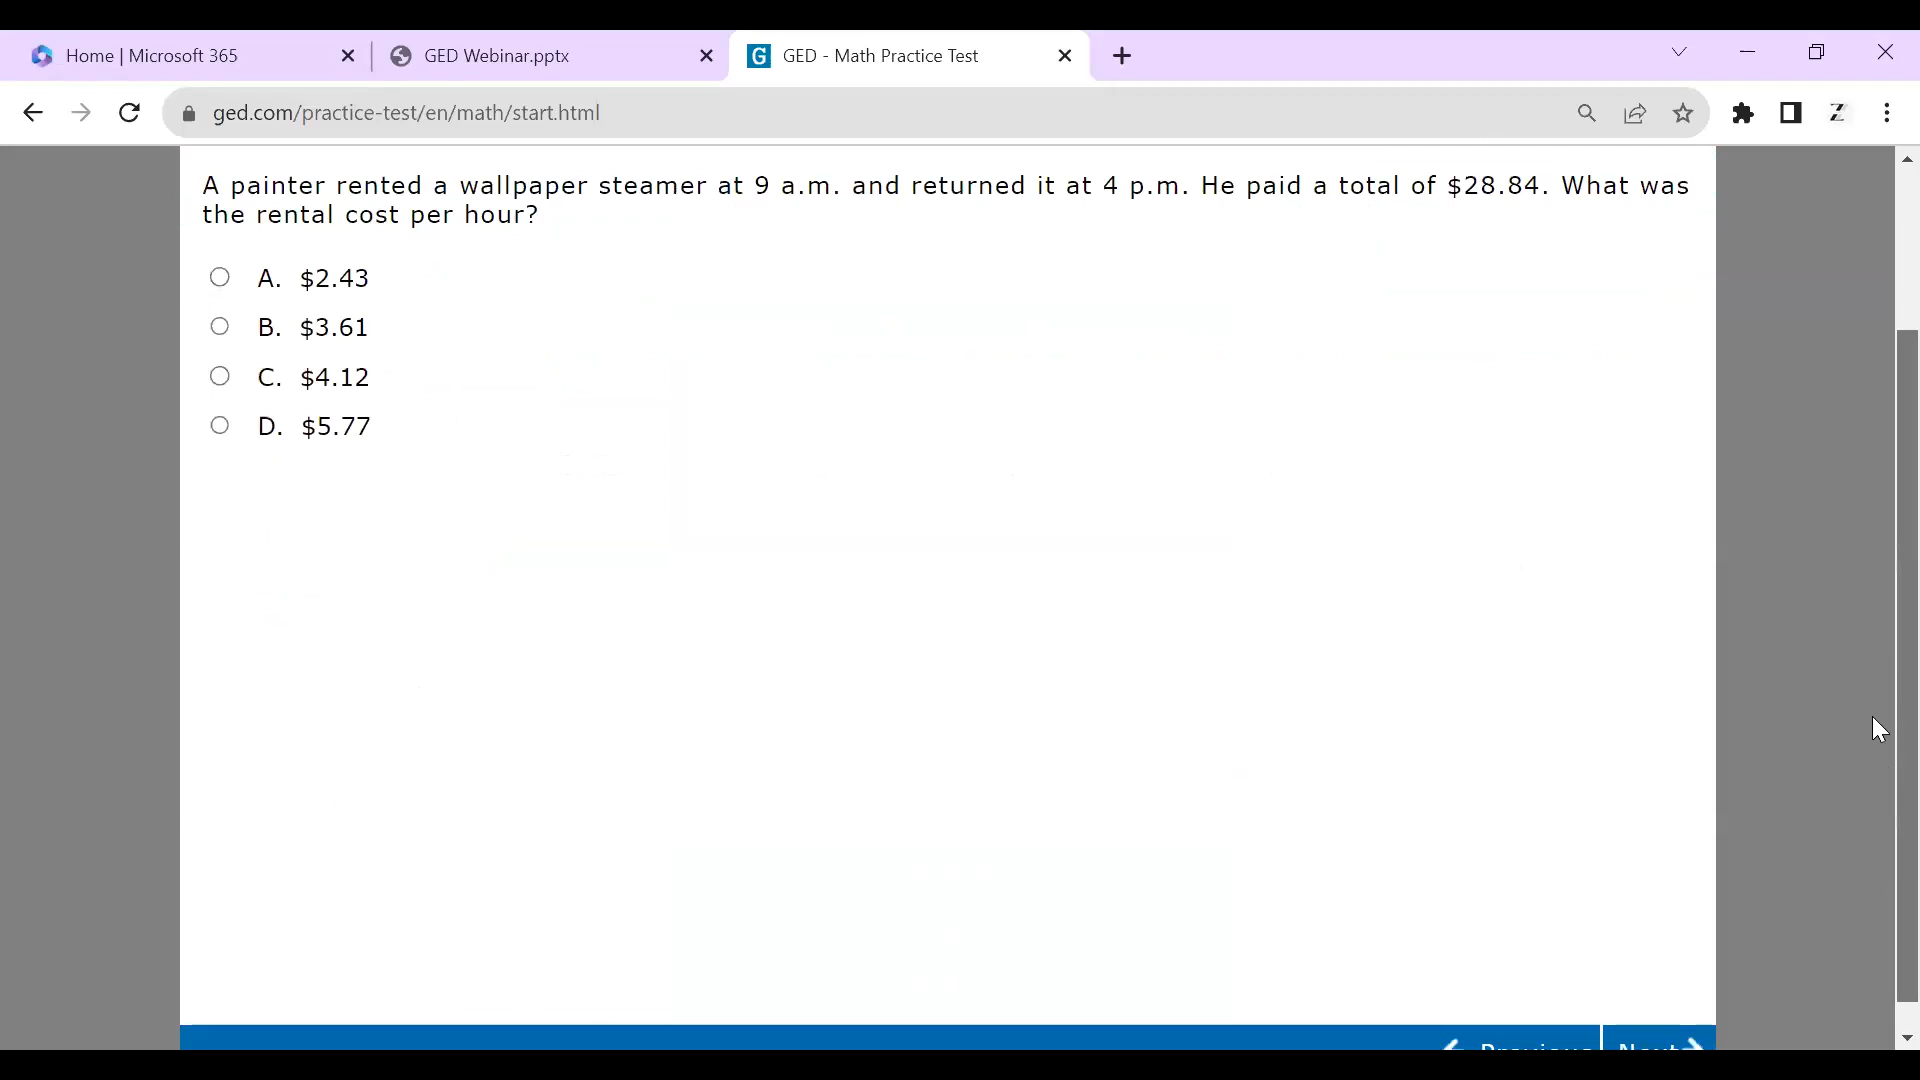 Home | Microsoft 365
GED Webinar.pptx
GED - Math Practice Test
ged.com/practice-test/en/math/start.html
A painter rented a wallpaper steamer at 9 a.m. and returned it at 4 p.m. He paid a total of $28.84. What was
the rental cost per hour?
A. $2.43
B. $3.61
C. $4.12
D. $5.77
Previous
Next